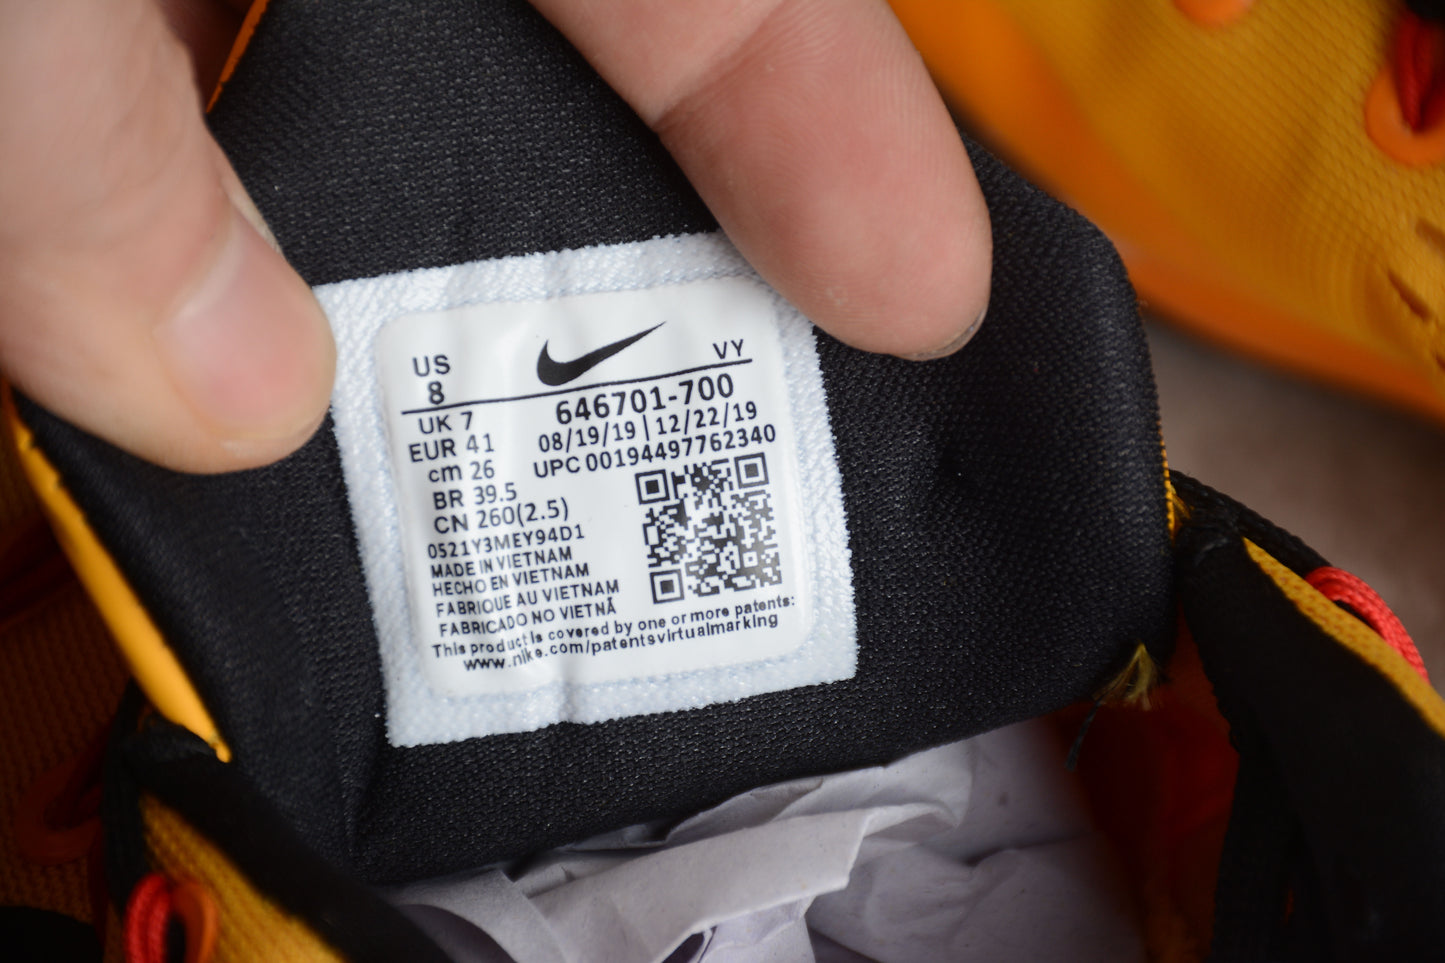 US
8
VY
UK 7
646701-700
EUR 41
08/19/19 | 12/22/19
cm 26
UPC 00194497762340
BR 39.5
CN 260(2.5)
0521Y3MEY94D1
MADE IN VIETNAM
HECHO EN VIETNAM
FABRIQUE AU VIETNAM
FABRICADO NO VIETNÃ
This product is covered by one or more patents:
www.nike.com/patentsvirtualmarking